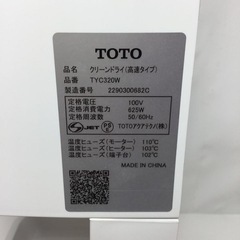 TOTO
品名 クリーンドライ(高速タイプ)
品番 TYC320W
製造番号 2290300692C
定格電圧 100V
定格消費電力 625W
定格周波数 50/60Hz
JET PSE TOTOアクアテクノ(株)
温度ヒューズ(モーター) 110℃
温度ヒューズ(ヒーター) 103℃
温度ヒューズ(端子台) 102℃
MADE IN CHINA